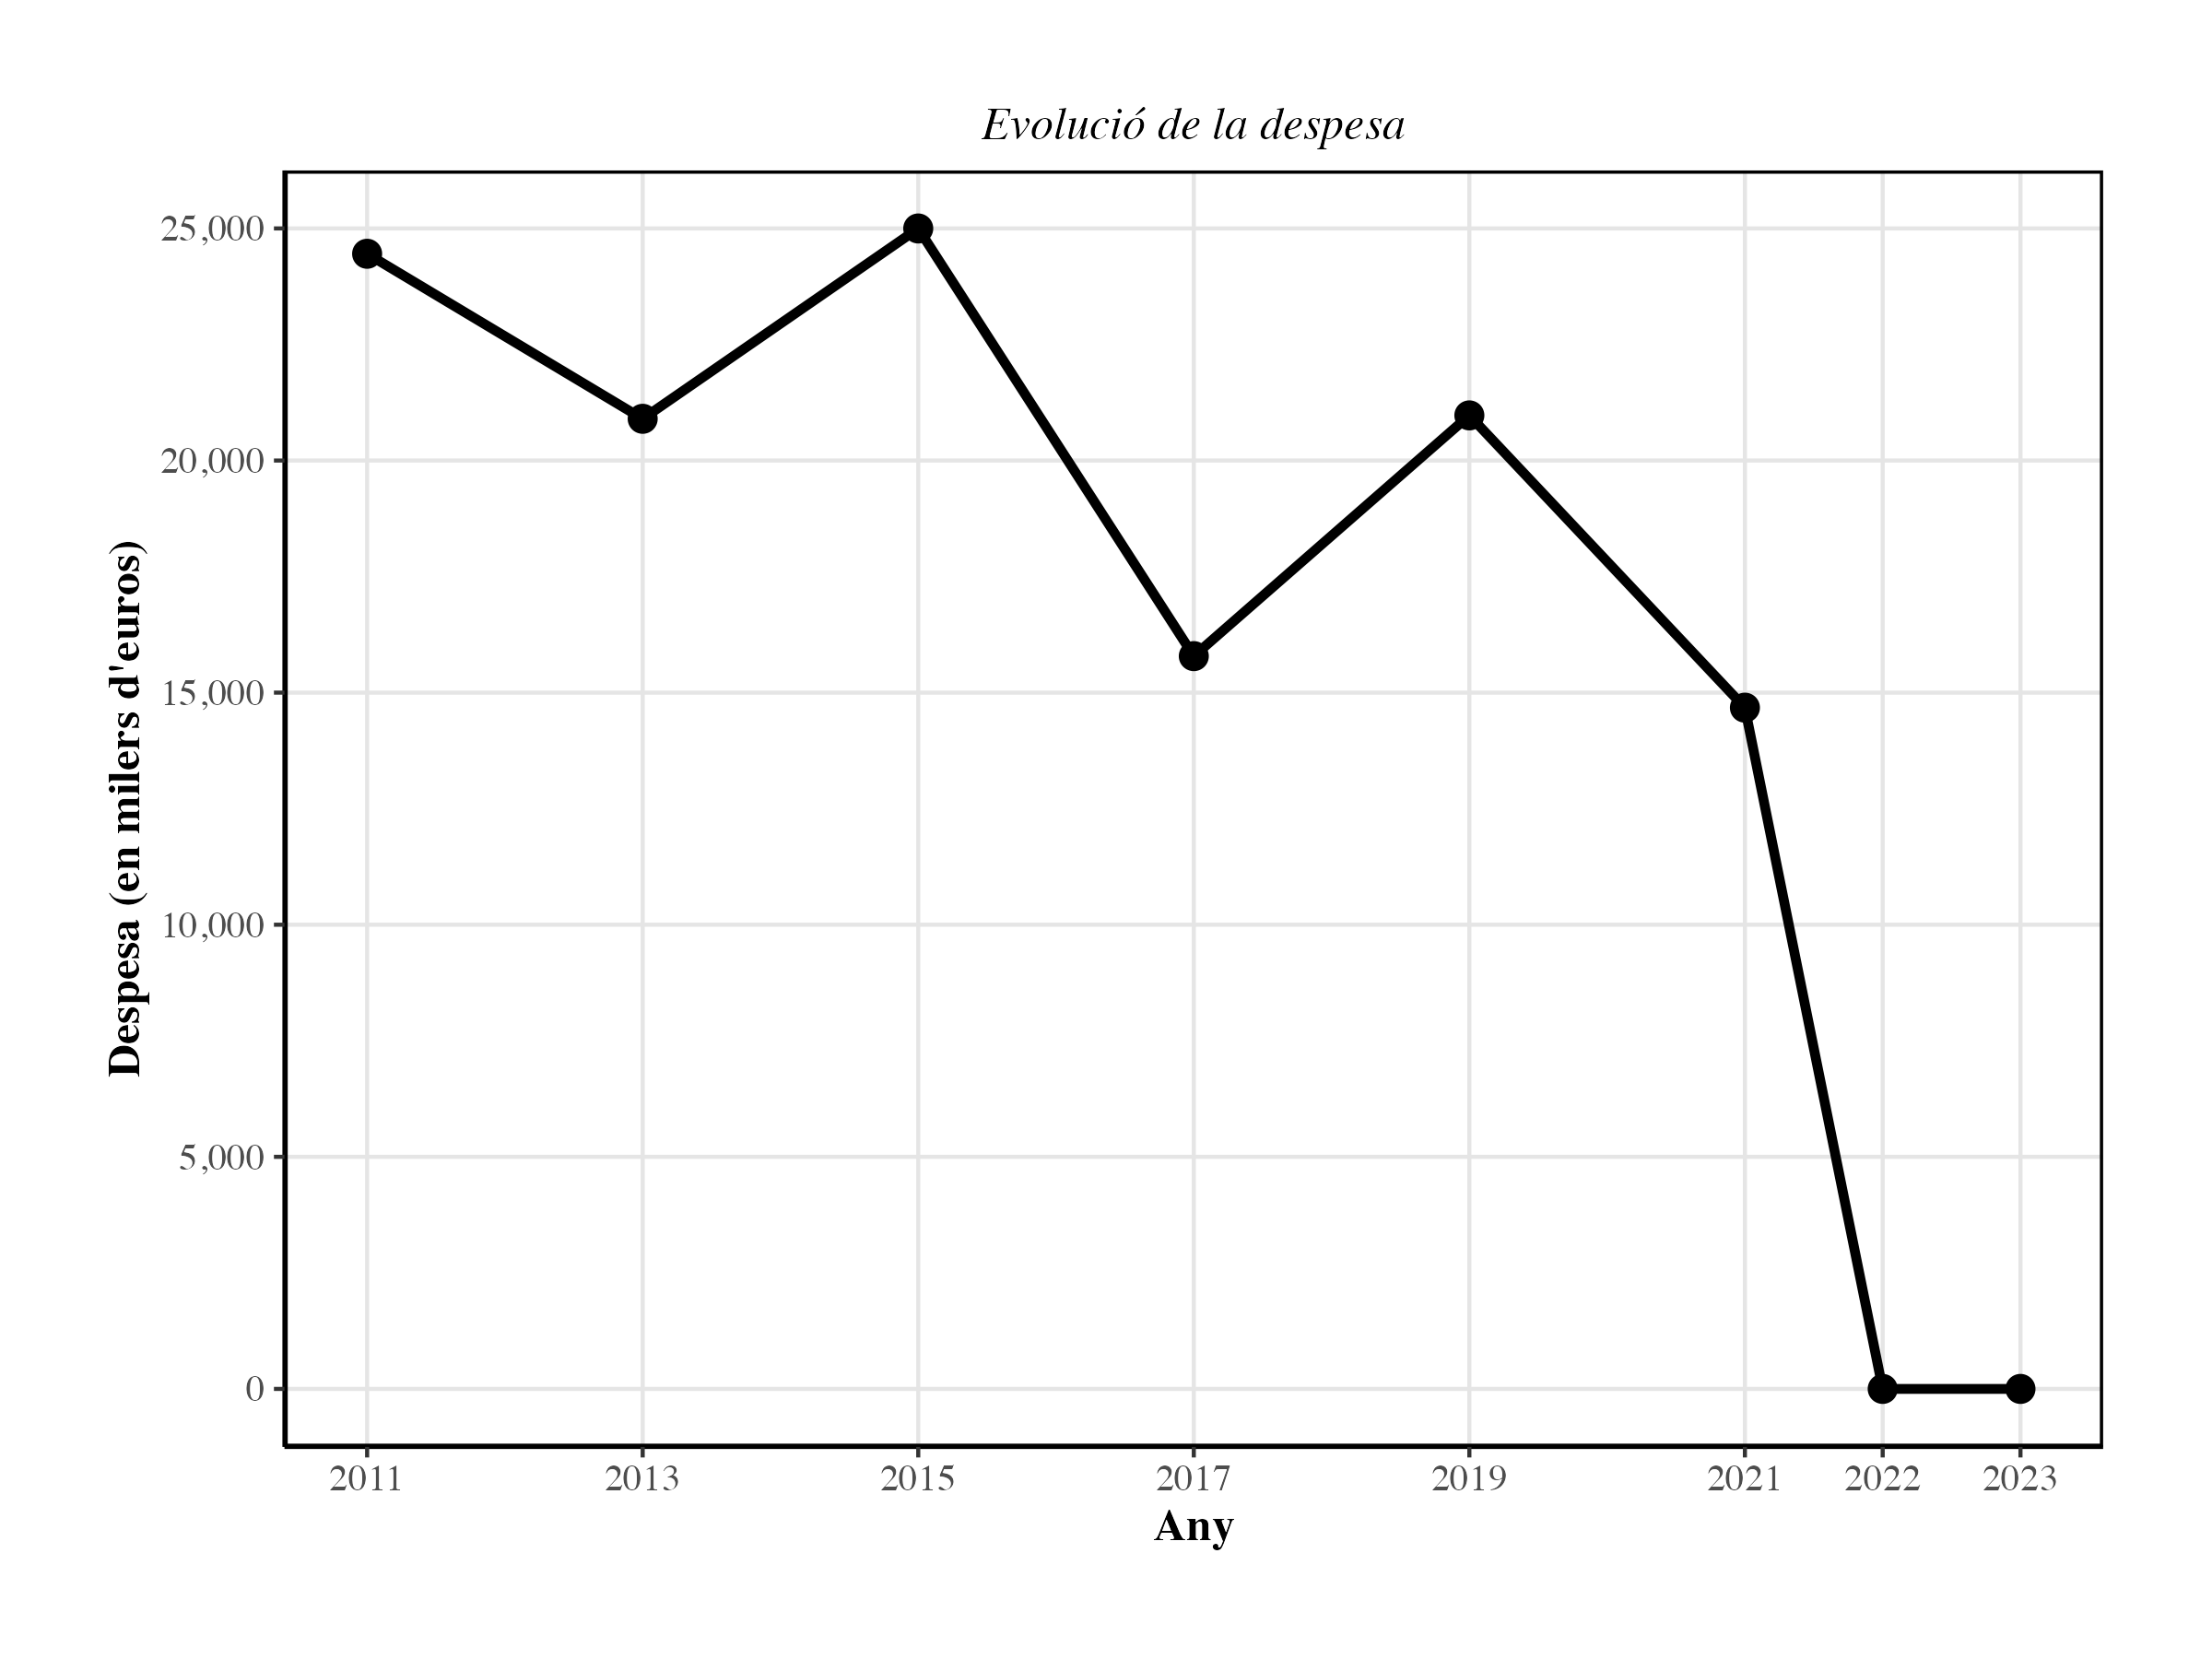 Evolució de la despesa
Despesa (en milers d'euros)
25,000
20,000
15,000
10,000
5,000
0
2011 2013 2015 2017 2019 2021 2022 2023
Any